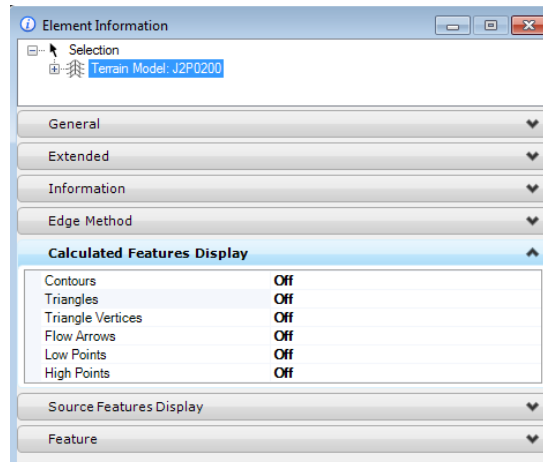 Element Information
Selection
Terrain Model: J2P0200
General
Extended
Information
Edge Method
Calculated Features Display
Contours Off
Triangles Off
Triangle Vertices Off
Flow Arrows Off
Low Points Off
High Points Off
Source Features Display
Feature